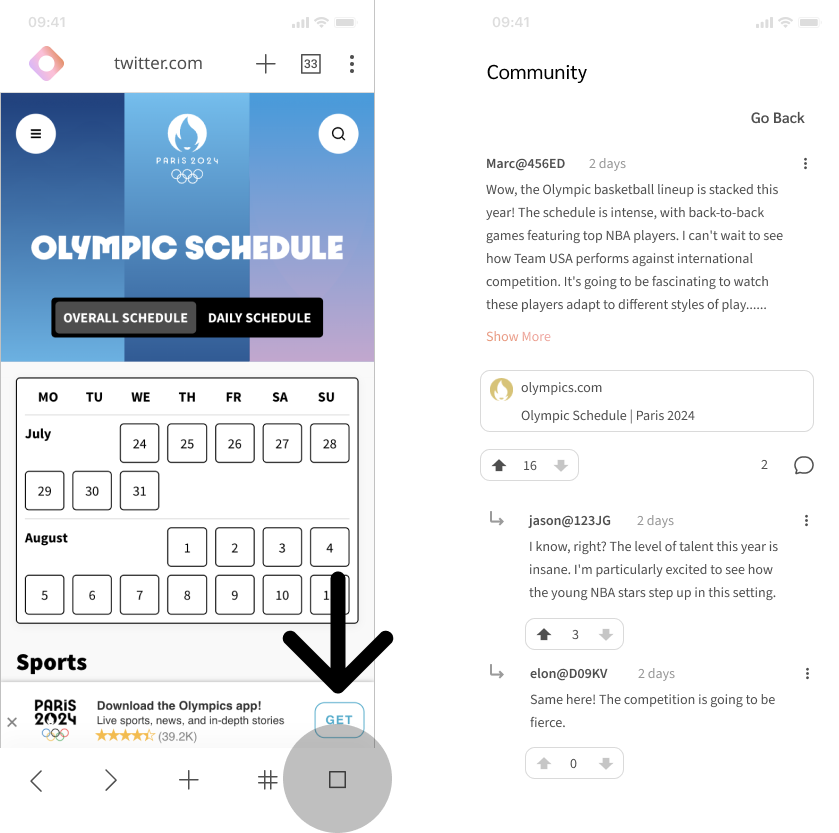 09:41
twitter.com
33
PARIS 2024
OLYMPIC SCHEDULE
OVERALL SCHEDULE DAILY SCHEDULE
MO TU WE TH FR SA SU
July
24 25 26 27 28
29 30 31
August
1 2 3 4
5 6 7 8 9 10
Sports
PARIS
2024
Download the Olympics app!
Live sports, news, and in-depth stories
(39.2K)
GET
09:41
Community
Go Back
Marc@456ED 2 days
Wow, the Olympic basketball lineup is stacked this
year! The schedule is intense, with back-to-back
games featuring top NBA players. I can't wait to see
how Team USA performs against international
competition. It's going to be fascinating to watch
these players adapt to different styles of play......
Show More
olympics.com
Olympic Schedule | Paris 2024
16 2
jason@123JG 2 days
I know, right? The level of talent this year is
insane. I'm particularly excited to see how
the young NBA stars step up in this setting.
3
elon@D09KV 2 days
Same here! The competition is going to be
fierce.
0